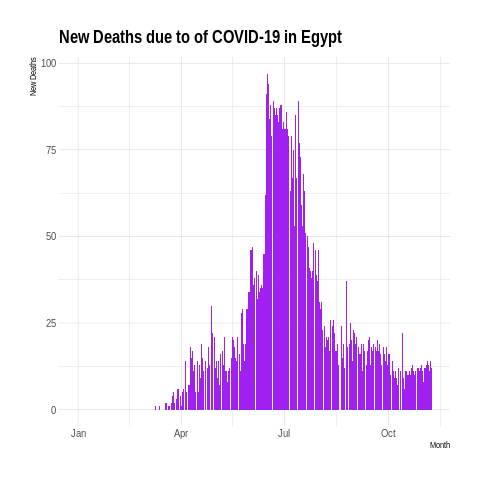 New Deaths due to of COVID-19 in Egypt
New Deaths
100
75
50
25
0
Jan Apr Jul Oct
Month